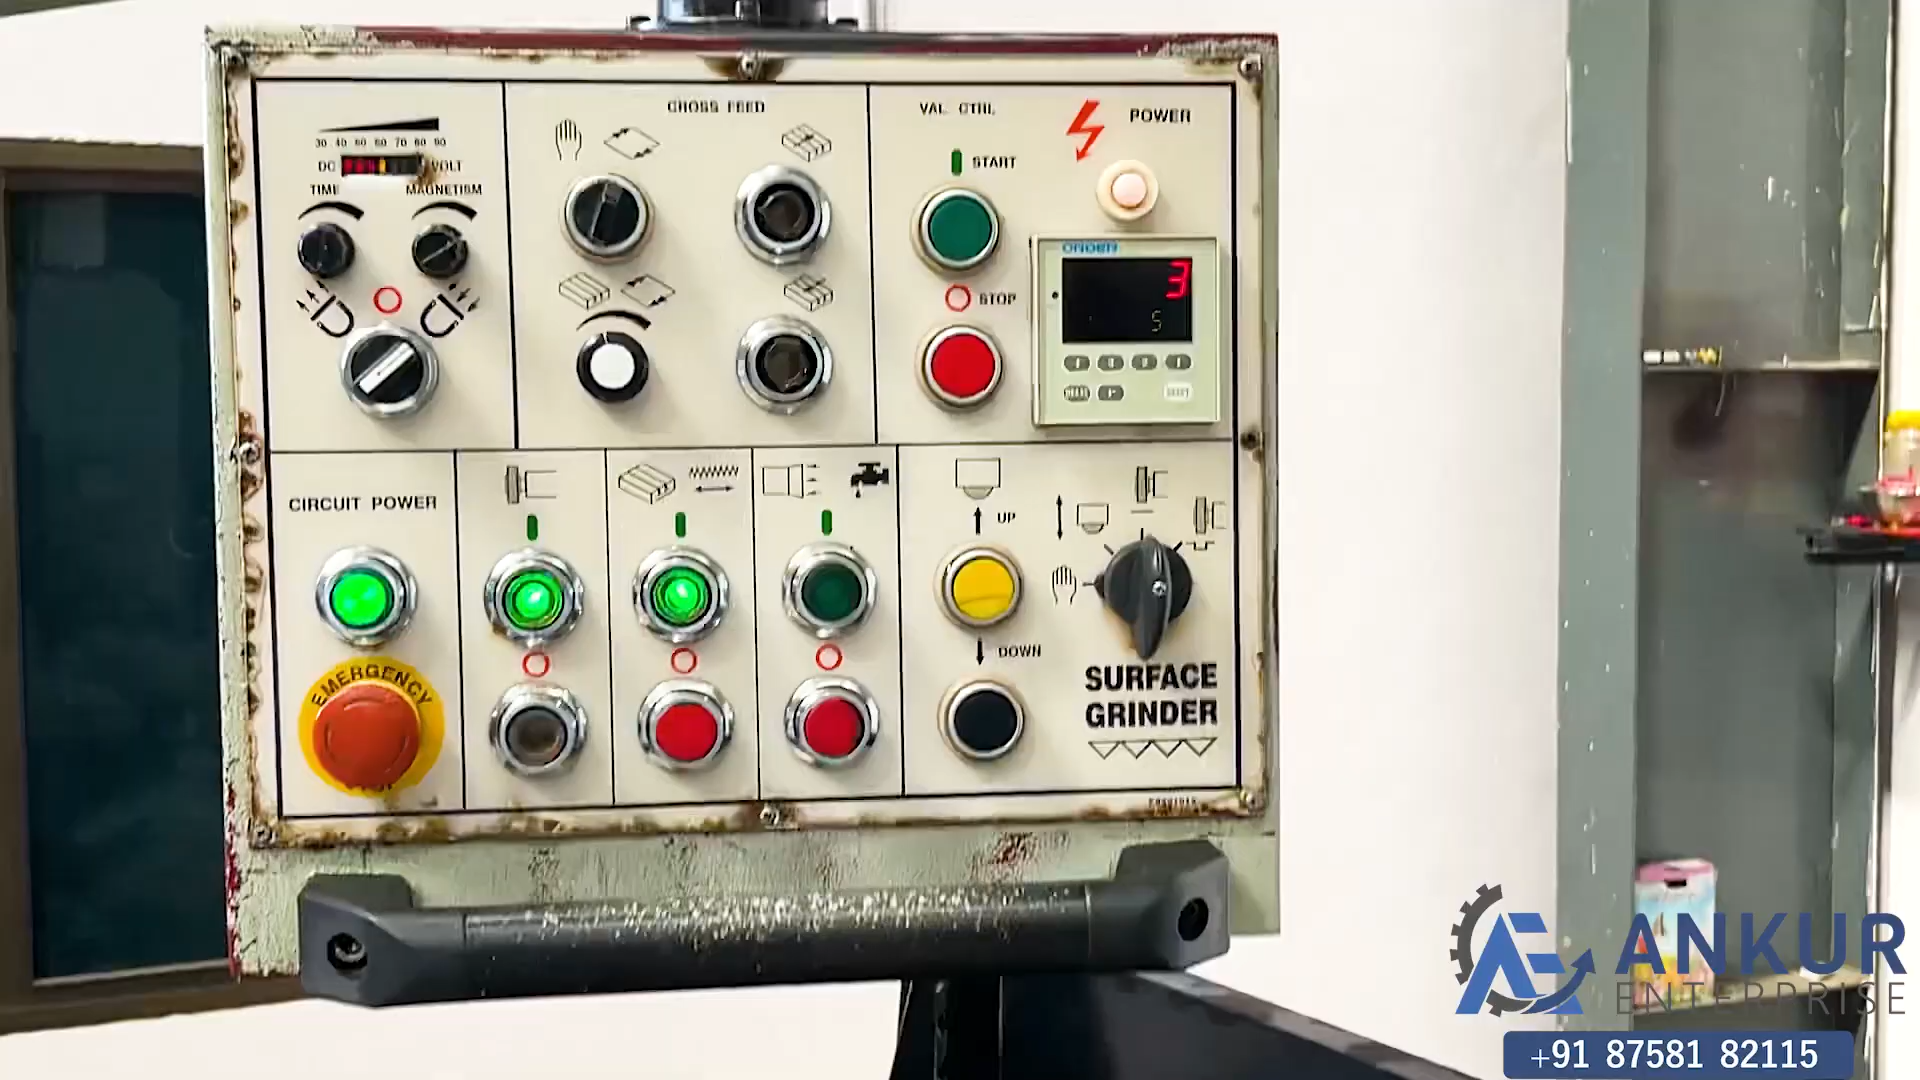 CROSS FEED
VAL CTRL
POWER
30 40 50 60 70 80 90
DC VOLT
TIME MAGNETISM
START
STOP
3
5
CIRCUIT POWER
UP
DOWN
EMERGENCY
SURFACE
GRINDER
ANKUR
ENTERPRISE
+91 87581 82115